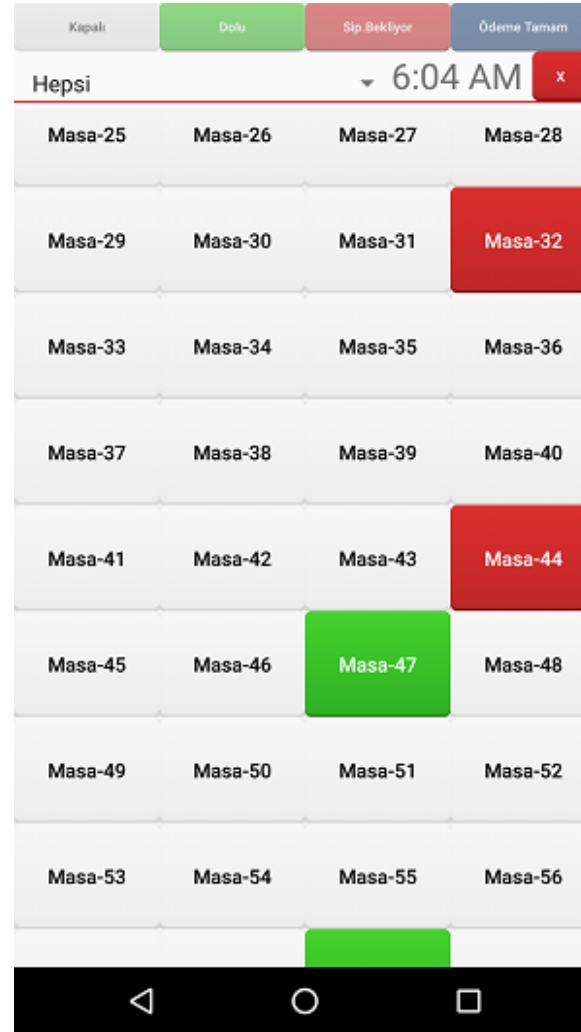 Kapalı Dolu Sip.Bekliyor Ödeme Tamam
Hepsi 6:04 AM x
Masa-25 Masa-26 Masa-27 Masa-28
Masa-29 Masa-30 Masa-31 Masa-32
Masa-33 Masa-34 Masa-35 Masa-36
Masa-37 Masa-38 Masa-39 Masa-40
Masa-41 Masa-42 Masa-43 Masa-44
Masa-45 Masa-46 Masa-47 Masa-48
Masa-49 Masa-50 Masa-51 Masa-52
Masa-53 Masa-54 Masa-55 Masa-56